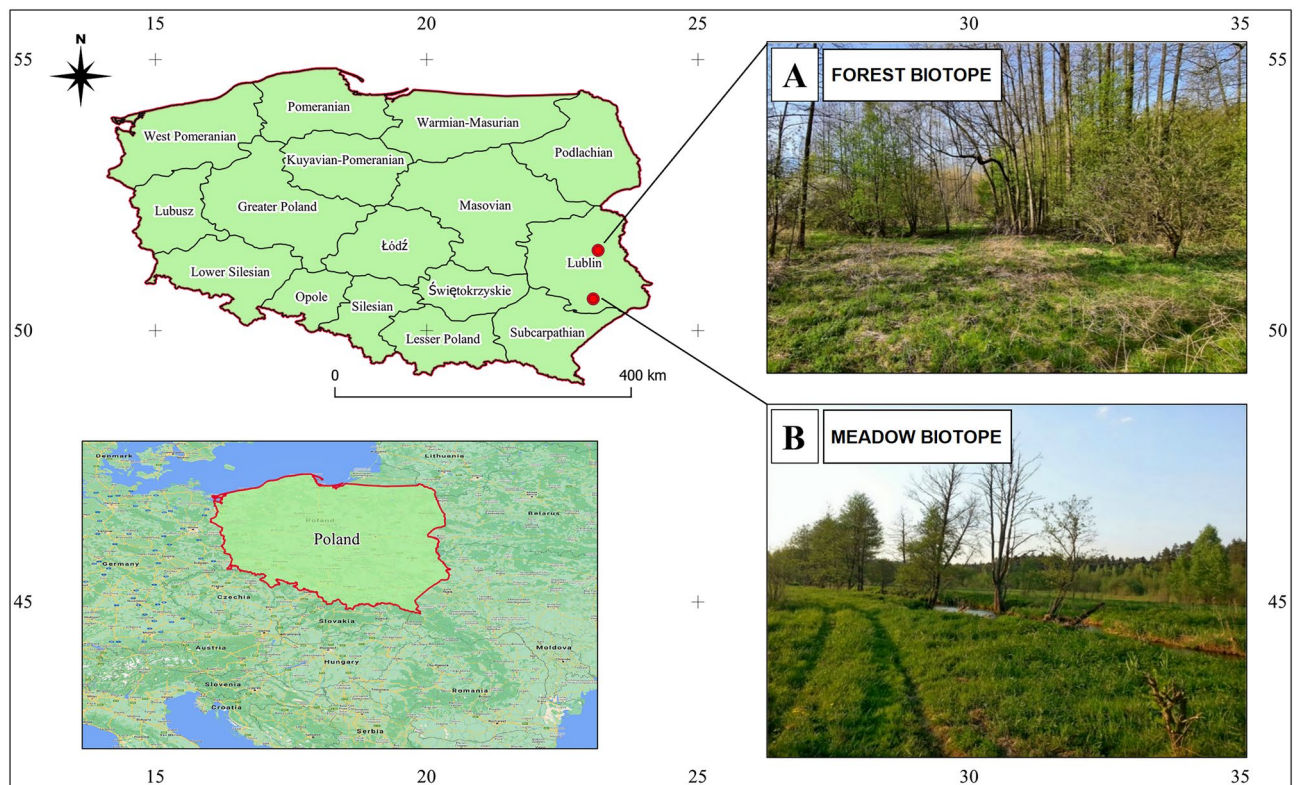 15
20
25
30
35
55
55
N
Pomeranian
West Pomeranian
Warmian-Masurian
Podlachian
Kuyavian-Pomeranian
Lubusz
Greater Poland
Masovian
Łódź
Lublin
Lower Silesian
Opole
Silesian
Świętokrzyskie
Lesser Poland
Subcarpathian
50
50
0
400 km
A
FOREST BIOTOPE
B
MEADOW BIOTOPE
Denmark
Lithuania
Belarus
Poland
Poland
Germany
Czechia
Slovakia
Austria
Hungary
Moldova
Slovenia
Croatia
Romania
Serbia
45
45
15
20
25
30
35